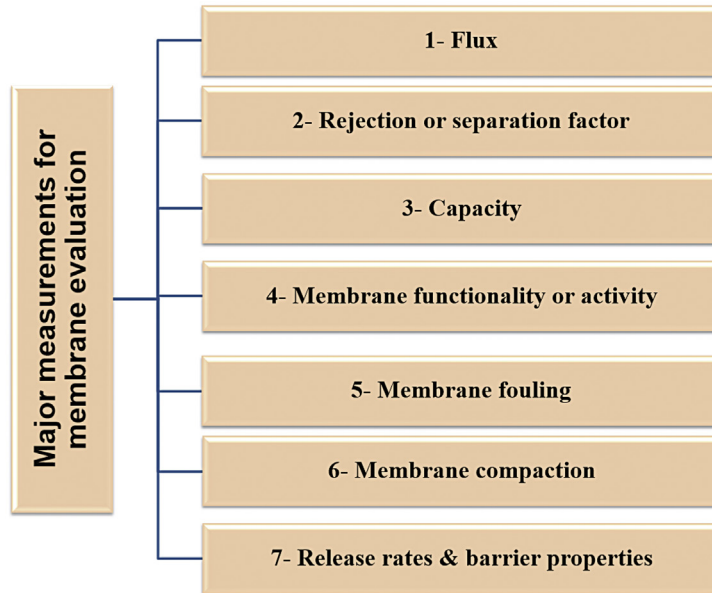 Major measurements for
membrane evaluation
1- Flux
2- Rejection or separation factor
3- Capacity
4- Membrane functionality or activity
5- Membrane fouling
6- Membrane compaction
7- Release rates & barrier properties